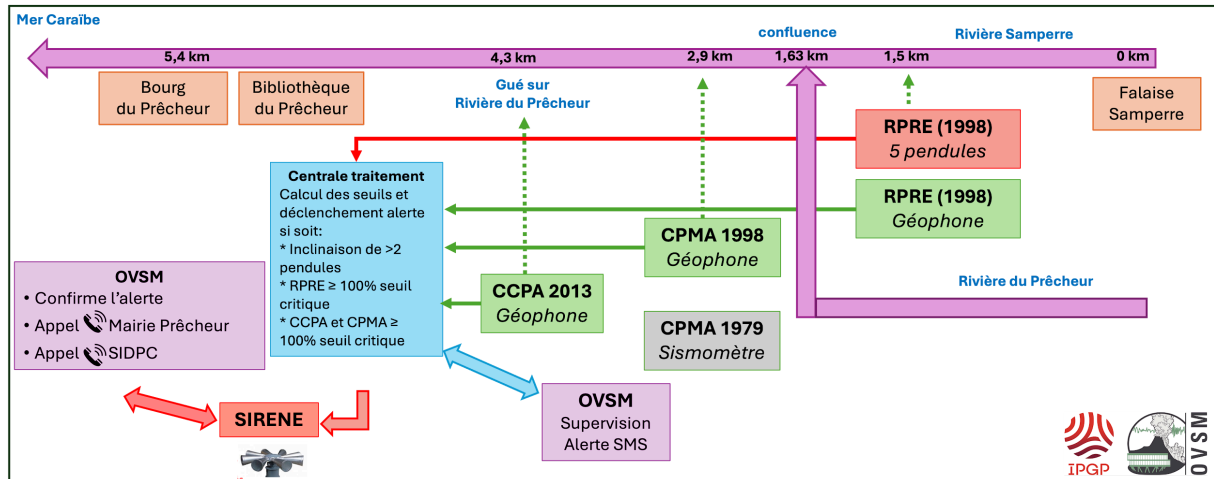 Mer Caraïbe
confluence
Rivière Samperre
5,4 km
4,3 km
2,9 km
1,63 km
1,5 km
0 km
Bourg
du Prêcheur
Bibliothèque
du Prêcheur
Gué sur
Rivière du Prêcheur
Falaise
Samperre
RPRE (1998)
5 pendules
Centrale traitement
Calcul des seuils et
déclenchement alerte
si soit:
* Inclinaison de >2
pendules
* RPRE ≥ 100% seuil
critique
* CCPA et CPMA ≥
100% seuil critique
RPRE (1998)
Géophone
CPMA 1998
Géophone
CCPA 2013
Géophone
CPMA 1979
Sismomètre
Rivière du Prêcheur
OVSM
• Confirme l'alerte
• Appel Mairie Prêcheur
• Appel SIDPC
SIRENE
OVSM
Supervision
Alerte SMS
IPGP
OVSM